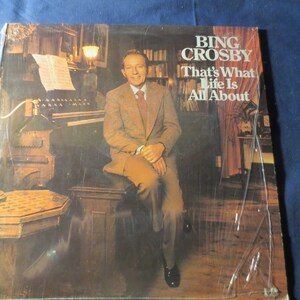 BING
CROSBY
That's What
Life Is
All About